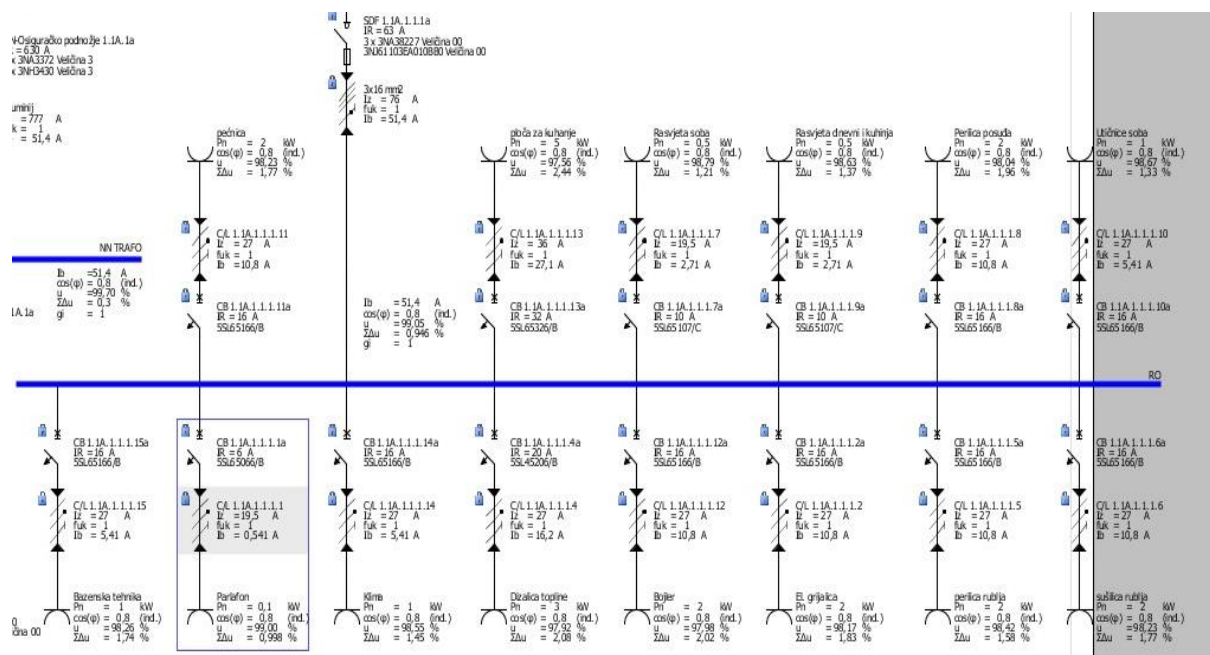 SDF 1.1A.1.1.1a
IR = 63 A
3 x 3NA38227 Veličina 00
3NJ61103EA010BB0 Veličina 00
N-Osiguračko podnožje 1.1A.1a
= 630 A
x 3NA3372 Veličina 3
x 3NH3430 Veličina 3
3x16 mm2
Iz = 76 A
fuk = 1
Ib = 51,4 A
uminij
= 777 A
k = 1
= 51,4 A
pećnica
Pn = 2 kW
cos(φ) = 0,8 (ind.)
u = 98,23 %
ΣΔu = 1,77 %
ploča za kuhanje
Pn = 5 kW
cos(φ) = 0,8 (ind.)
u = 97,56 %
ΣΔu = 2,44 %
Rasvjeta soba
Pn = 0,5 kW
cos(φ) = 0,8 (ind.)
u = 98,79 %
ΣΔu = 1,21 %
Rasvjeta dnevni i kuhinja
Pn = 0,5 kW
cos(φ) = 0,8 (ind.)
u = 98,63 %
ΣΔu = 1,37 %
Perilica posuđa
Pn = 2 kW
cos(φ) = 0,8 (ind.)
u = 98,04 %
ΣΔu = 1,96 %
Utičnice soba
Pn = 1 kW
cos(φ) = 0,8 (ind.)
u = 98,67 %
ΣΔu = 1,33 %
C/L 1.1A.1.1.1.11
Iz = 27 A
fuk = 1
Ib = 10,8 A
C/L 1.1A.1.1.1.13
Iz = 36 A
fuk = 1
Ib = 27,1 A
C/L 1.1A.1.1.1.7
Iz = 19,5 A
fuk = 1
Ib = 2,71 A
C/L 1.1A.1.1.1.9
Iz = 19,5 A
fuk = 1
Ib = 2,71 A
C/L 1.1A.1.1.1.8
Iz = 27 A
fuk = 1
Ib = 10,8 A
C/L 1.1A.1.1.1.10
Iz = 27 A
fuk = 1
Ib = 5,41 A
NN TRAFO
Ib =51,4 A
cos(φ) = 0,8 (ind.)
u =99,70 %
ΣΔu = 0,3 %
gi = 1
1A.1a
CB 1.1A.1.1.1.11a
IR = 16 A
5SL65166/B
Ib =51,4 A
cos(φ) = 0,8 (ind.)
u = 99,05 %
ΣΔu = 0,946 %
gi = 1
CB 1.1A.1.1.1.13a
IR = 32 A
5SL65326/B
CB 1.1A.1.1.1.7a
IR = 10 A
5SL65107/C
CB 1.1A.1.1.1.9a
IR = 10 A
5SL65107/C
CB 1.1A.1.1.1.8a
IR = 16 A
5SL65166/B
CB 1.1A.1.1.1.10a
IR = 16 A
5SL65166/B
RO
CB 1.1A.1.1.1.15a
IR = 16 A
5SL65166/B
CB 1.1A.1.1.1.1a
IR = 6 A
5SL65066/B
CB 1.1A.1.1.1.14a
IR = 16 A
5SL65166/B
CB 1.1A.1.1.1.4a
IR = 20 A
5SL45206/B
CB 1.1A.1.1.1.12a
IR = 16 A
5SL65166/B
CB 1.1A.1.1.1.2a
IR = 16 A
5SL65166/B
CB 1.1A.1.1.1.5a
IR = 16 A
5SL65166/B
CB 1.1A.1.1.1.6a
IR = 16 A
5SL65166/B
C/L 1.1A.1.1.1.15
Iz = 27 A
fuk = 1
Ib = 5,41 A
C/L 1.1A.1.1.1.1
Iz = 19,5 A
fuk = 1
Ib = 0,541 A
C/L 1.1A.1.1.1.14
Iz = 27 A
fuk = 1
Ib = 5,41 A
C/L 1.1A.1.1.1.4
Iz = 27 A
fuk = 1
Ib = 16,2 A
C/L 1.1A.1.1.1.12
Iz = 27 A
fuk = 1
Ib = 10,8 A
C/L 1.1A.1.1.1.2
Iz = 27 A
fuk = 1
Ib = 10,8 A
C/L 1.1A.1.1.1.5
Iz = 27 A
fuk = 1
Ib = 10,8 A
C/L 1.1A.1.1.1.6
Iz = 27 A
fuk = 1
Ib = 10,8 A
čina 00
Bazenska tehnika
Pn = 1 kW
cos(φ) = 0,8 (ind.)
u = 98,26 %
ΣΔu = 1,74 %
Parlafon
Pn = 0,1 kW
cos(φ) = 0,8 (ind.)
u = 99,00 %
ΣΔu = 0,998 %
Klima
Pn = 1 kW
cos(φ) = 0,8 (ind.)
u = 98,55 %
ΣΔu = 1,45 %
Dizalica topline
Pn = 3 kW
cos(φ) = 0,8 (ind.)
u = 97,92 %
ΣΔu = 2,08 %
Bojler
Pn = 2 kW
cos(φ) = 0,8 (ind.)
u = 97,98 %
ΣΔu = 2,02 %
El. grijalica
Pn = 2 kW
cos(φ) = 0,8 (ind.)
u = 98,17 %
ΣΔu = 1,83 %
perilica rublja
Pn = 2 kW
cos(φ) = 0,8 (ind.)
u = 98,42 %
ΣΔu = 1,58 %
sušilica rublja
Pn = 2 kW
cos(φ) = 0,8 (ind.)
u = 98,23 %
ΣΔu = 1,77 %